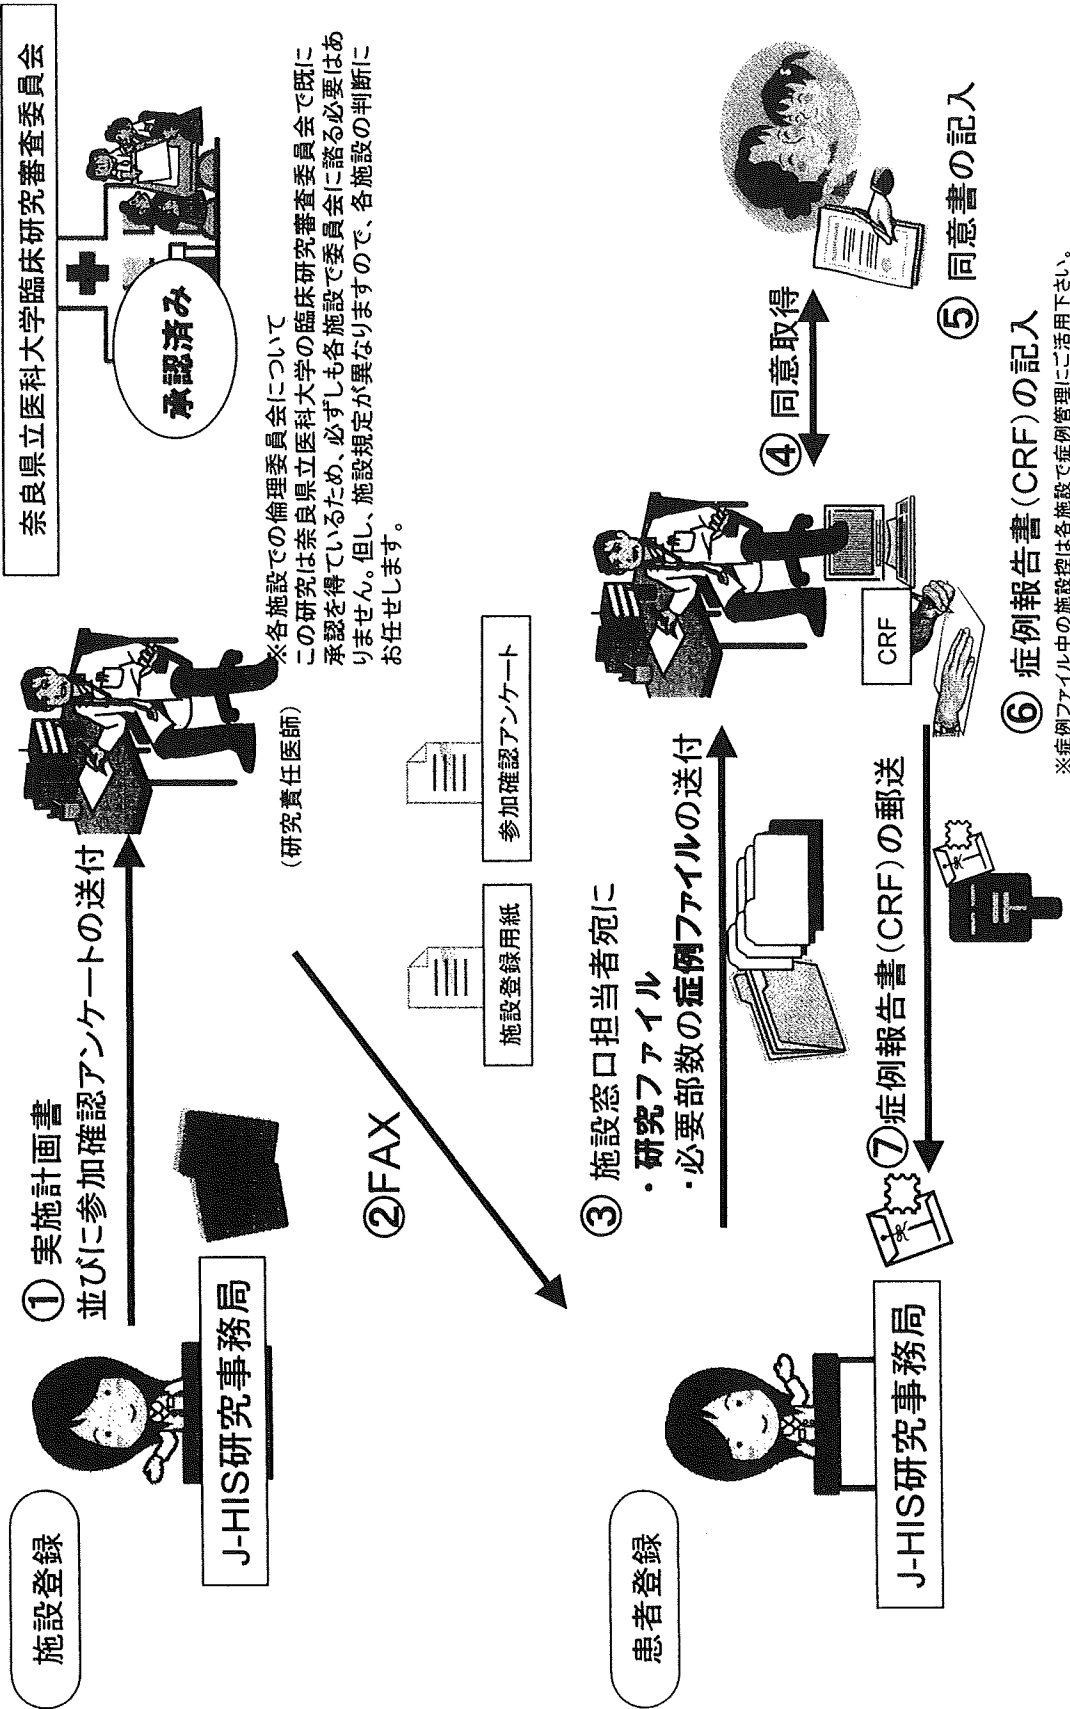 施設登録
J-HIS研究事務局
① 実施計画書
並びに参加確認アンケートの送付
(研究責任医師)
奈良県立医科大学臨床研究審査委員会
承認済み
※各施設での倫理委員会について
この研究は奈良県立医科大学の臨床研究審査委員会で既に
承認を得ているため、必ずしも各施設で委員会に諮る必要はあ
りません。但し、施設規定が異なりますので、各施設の判断に
お任せします。
②FAX
施設登録用紙
参加確認アンケート
患者登録
J-HIS研究事務局
③ 施設窓口担当者宛に
・研究ファイル
・必要部数の症例ファイルの送付
④ 同意取得
⑤ 同意書の記入
CRF
⑥ 症例報告書(CRF)の記入
※症例ファイル中の施設控は各施設で症例管理にご活用下さい。
⑦症例報告書(CRF)の郵送